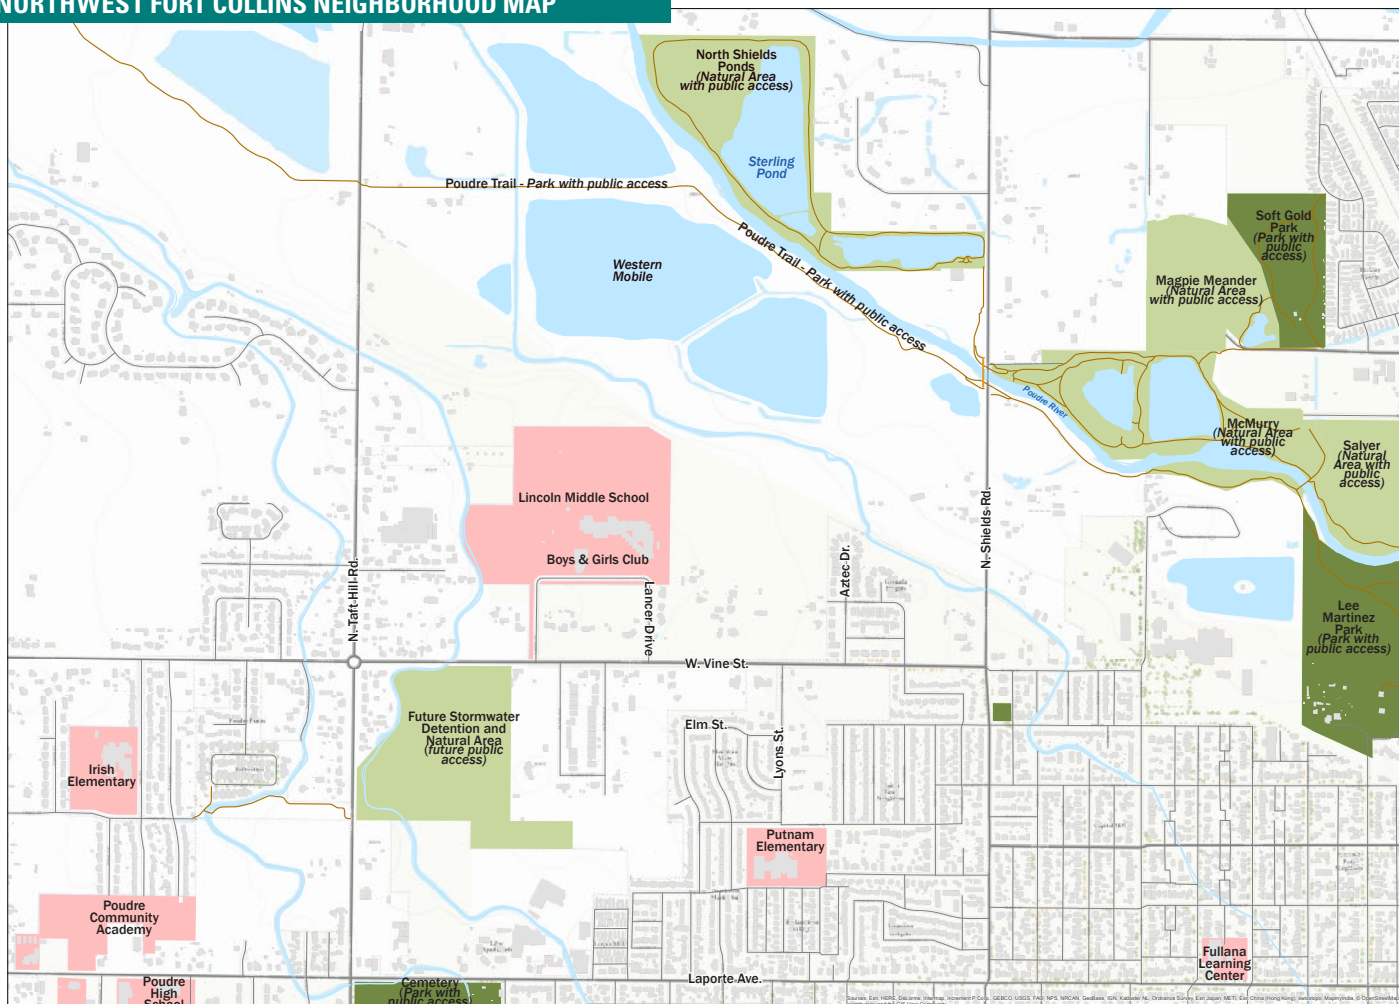 NORTHWEST FORT COLLINS NEIGHBORHOOD MAP
North Shields
Ponds
(Natural Area
with public access)
Sterling
Pond
Poudre Trail - Park with public access
Poudre Trail - Park with public access
Western
Mobile
Soft Gold
Park
(Park with
public
access)
Magpie Meander
(Natural Area
with public access)
Poudre River
McMurry
(Natural Area
with public
access)
Salyer
(Natural
Area with
public
access)
Lincoln Middle School
Boys & Girls Club
N. Taft Hill Rd.
Lancer Drive
Aztec Dr.
N. Shields Rd.
Lee
Martinez
Park
(Park with
public access)
W. Vine St.
Elm St.
Lyons St.
Future Stormwater
Detention and
Natural Area
(future public
access)
Irish
Elementary
Putnam
Elementary
Poudre
Community
Academy
Fullana
Learning
Center
Laporte Ave.
Poudre
High
School
Cemetery
(Park with
public access)